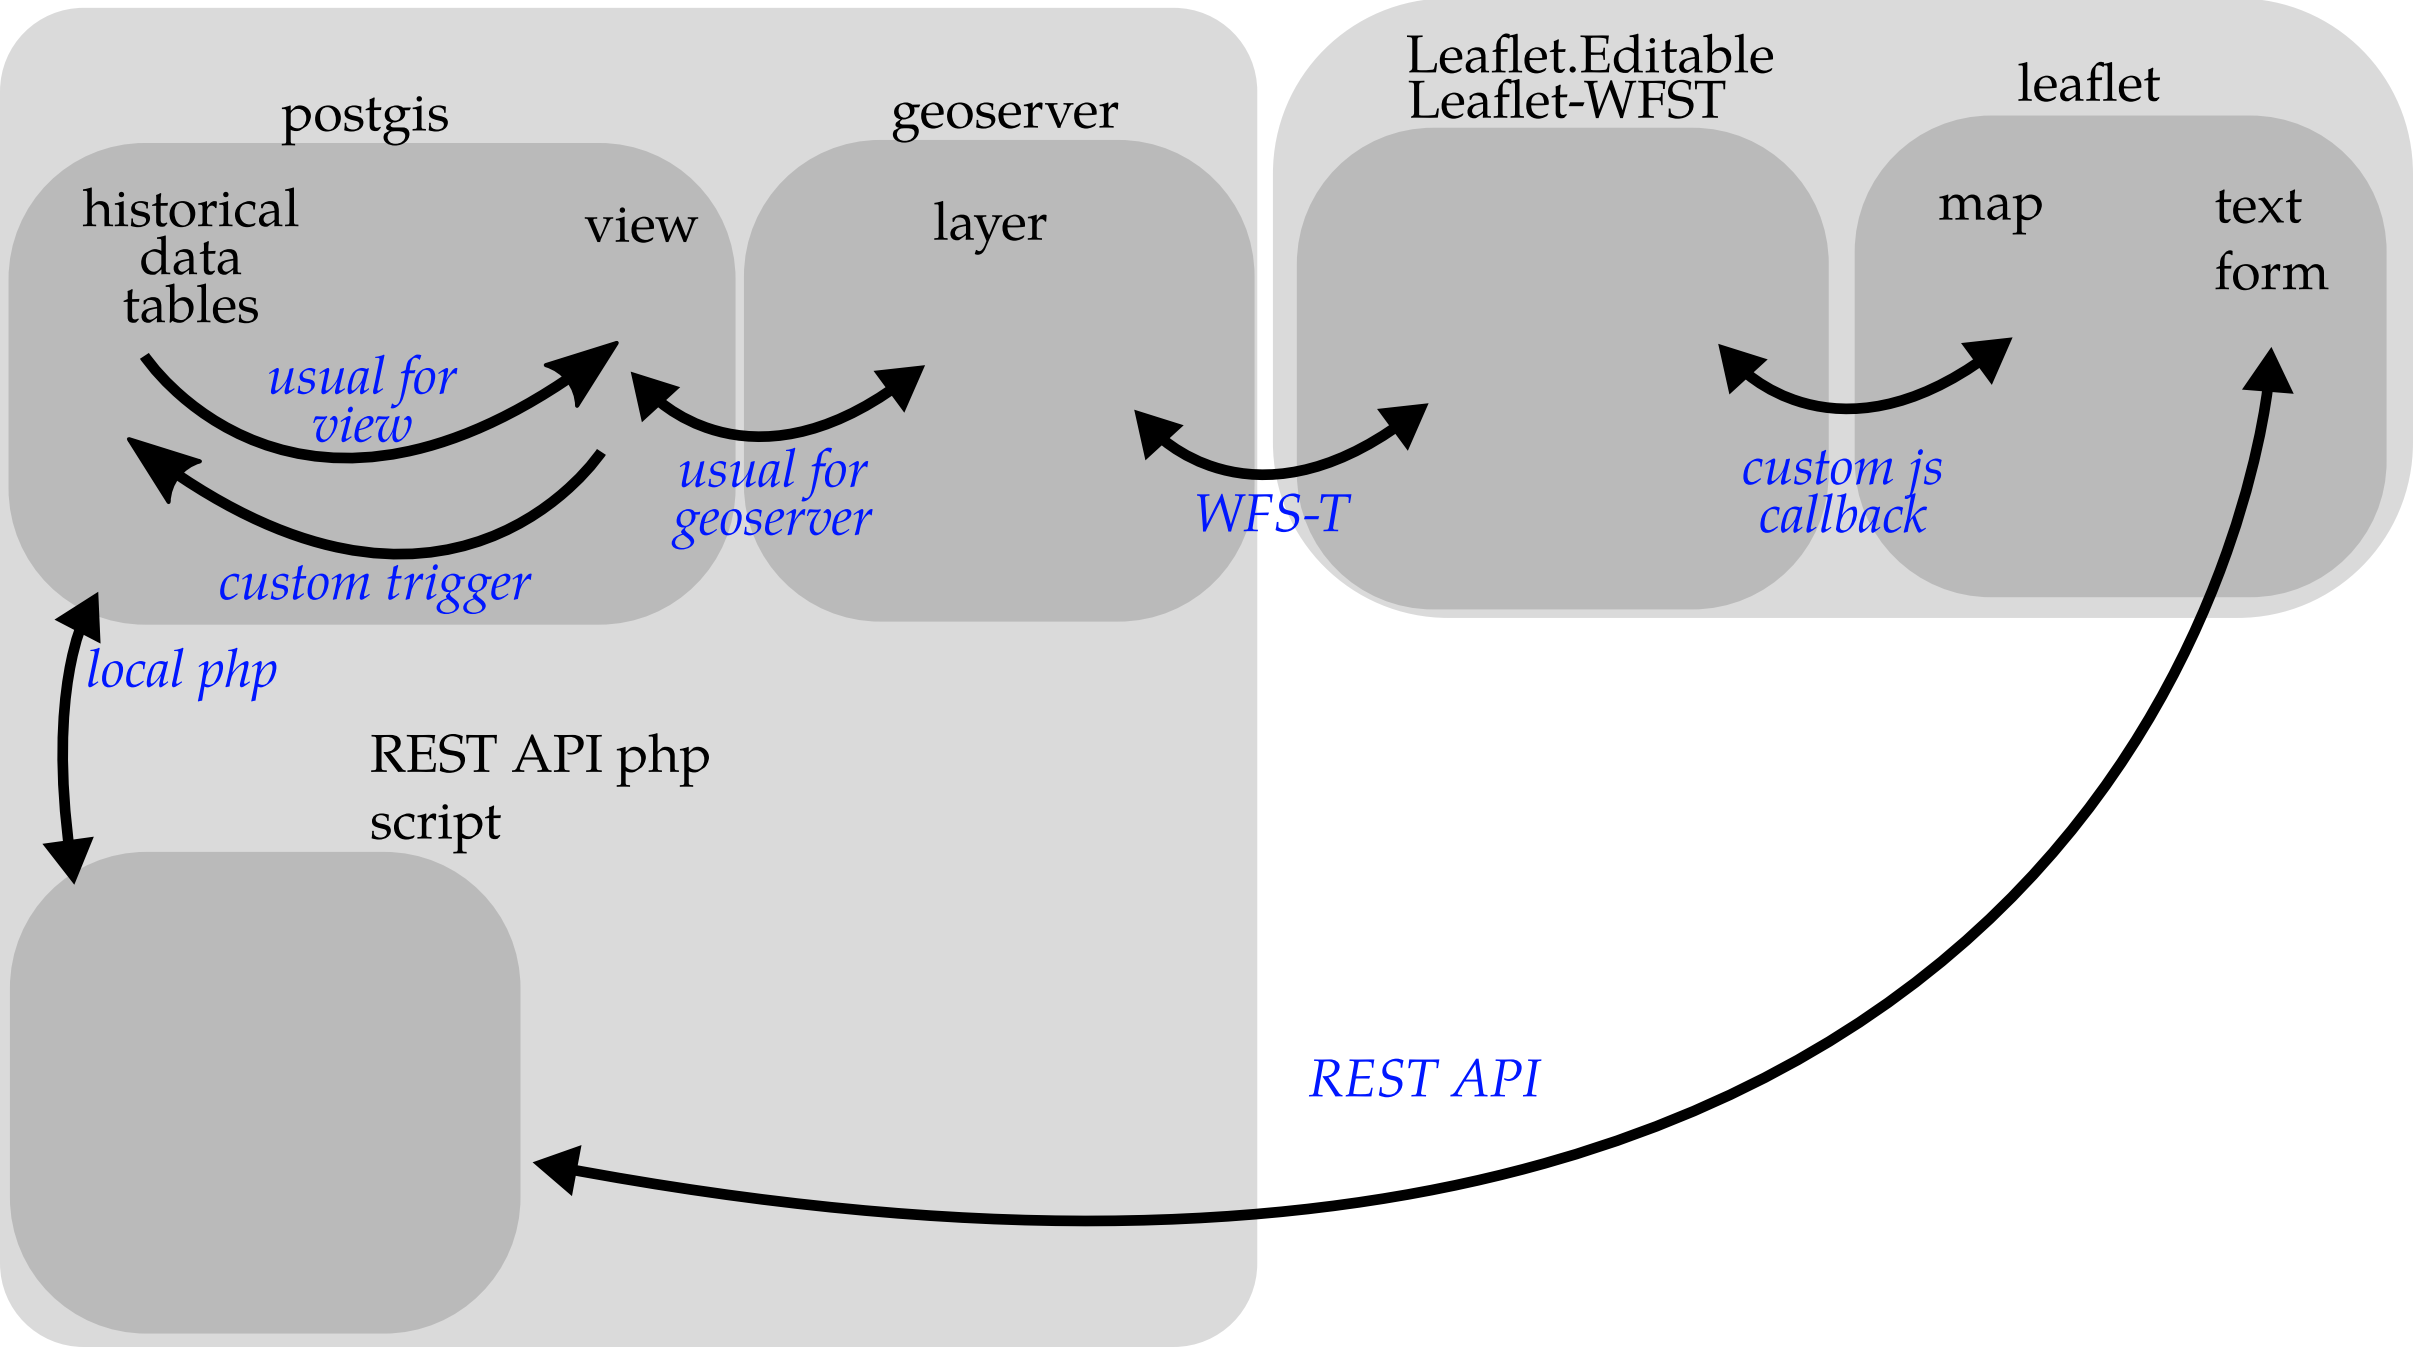 postgis
historical
data
tables
view
usual for
view
custom trigger
geoserver
layer
usual for
geoserver
WFS-T
Leaflet.Editable
Leaflet-WFST
custom js
callback
leaflet
map
text
form
local php
REST API php
script
REST API